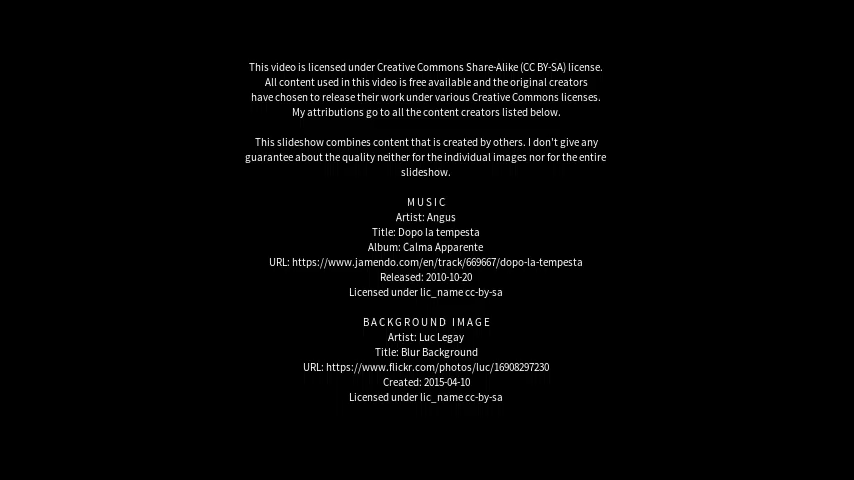 This video is licensed under Creative Commons Share-Alike (CC BY-SA) license.
All content used in this video is free available and the original creators
have chosen to release their work under various Creative Commons licenses.
My attributions go to all the content creators listed below.
This slideshow combines content that is created by others. I don't give any
guarantee about the quality neither for the individual images nor for the entire
slideshow.
MUSIC
Artist: Angus
Title: Dopo la tempesta
Album: Calma Apparente
URL: https://www.jamendo.com/en/track/669667/dopo-la-tempesta
Released: 2010-10-20
Licensed under lic_name cc-by-sa
BACKGROUND IMAGE
Artist: Luc Legay
Title: Blur Background
URL: https://www.flickr.com/photos/luc/16908297230
Created: 2015-04-10
Licensed under lic_name cc-by-sa